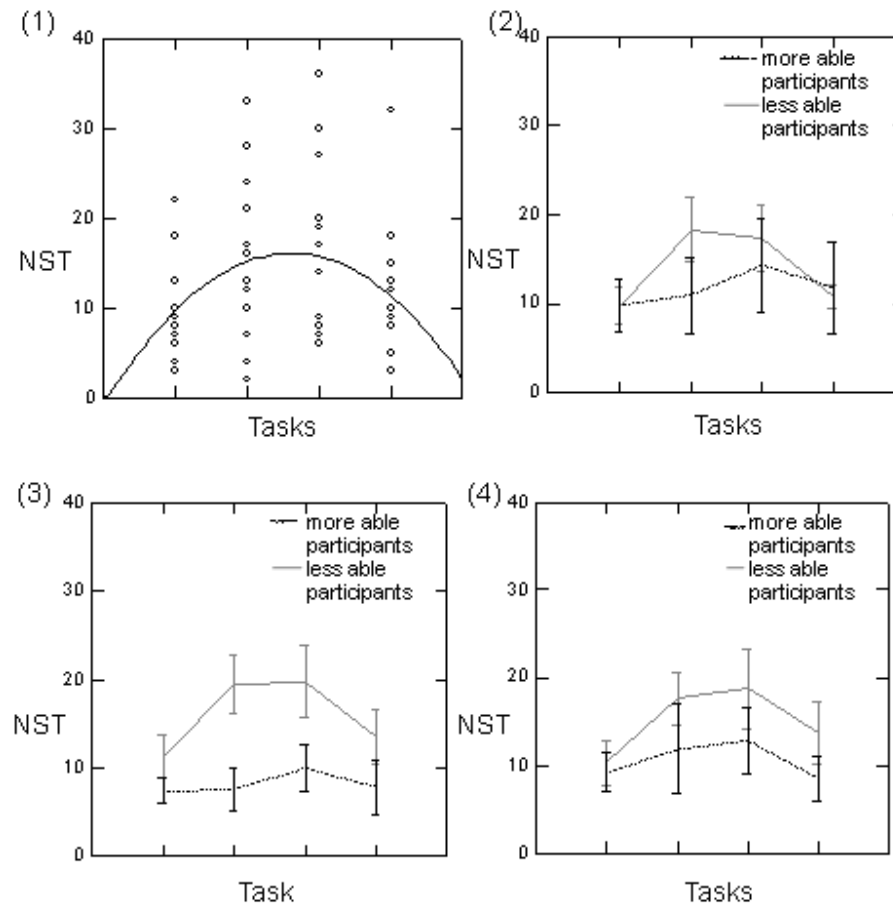 (1)
40
30
20
NST
10
0
Tasks
(2)
40
more able
participants
less able
participants
30
20
NST
10
0
Tasks
(3)
40
more able
participants
less able
participants
30
20
NST
10
0
Task
(4)
40
more able
participants
less able
participants
30
20
NST
10
0
Tasks